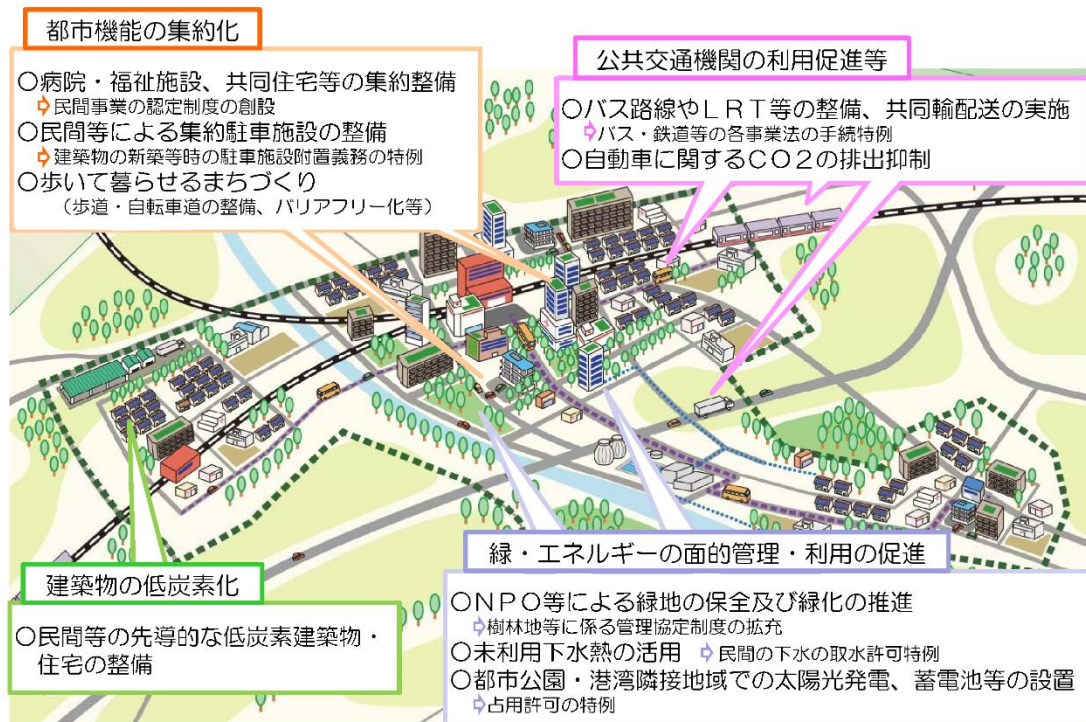 都市機能の集約化
○病院・福祉施設、共同住宅等の集約整備
⇨民間事業の認定制度の創設
○民間等による集約駐車施設の整備
⇨建築物の新築等時の駐車施設附置義務の特例
○歩いて暮らせるまちづくり
（歩道・自転車道の整備、バリアフリー化等）
公共交通機関の利用促進等
○バス路線やＬＲＴ等の整備、共同輸配送の実施
⇨バス・鉄道等の各事業法の手続特例
○自動車に関するＣＯ２の排出抑制
建築物の低炭素化
○民間等の先導的な低炭素建築物・
住宅の整備
緑・エネルギーの面的管理・利用の促進
○ＮＰＯ等による緑地の保全及び緑化の推進
⇨樹林地等に係る管理協定制度の拡充
○未利用下水熱の活用 ⇨民間の下水の取水許可特例
○都市公園・港湾隣接地域での太陽光発電、蓄電池等の設置
⇨占用許可の特例